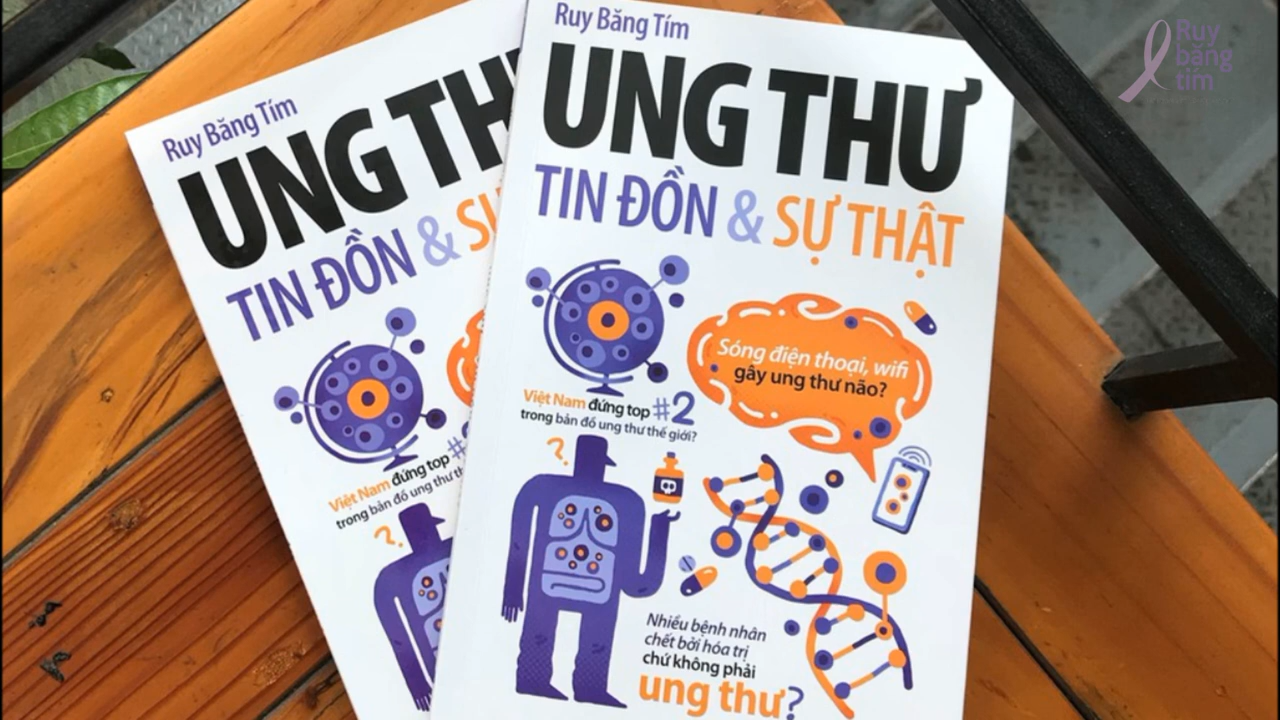 Ruy Băng Tím
UNG THƯ
TIN ĐỒN & SỰ THẬT
Việt Nam đứng top #2
trong bản đồ ung thư thế giới?
Sóng điện thoại, wifi
gây ung thư não?
Nhiều bệnh nhân
chết bởi hóa trị
chứ không phải
ung thư?
Ruy Băng Tím
UNG TH
TIN ĐỒN &
Việt Nam đứng top #
trong bản đồ ung th
Ruy
băng
tím